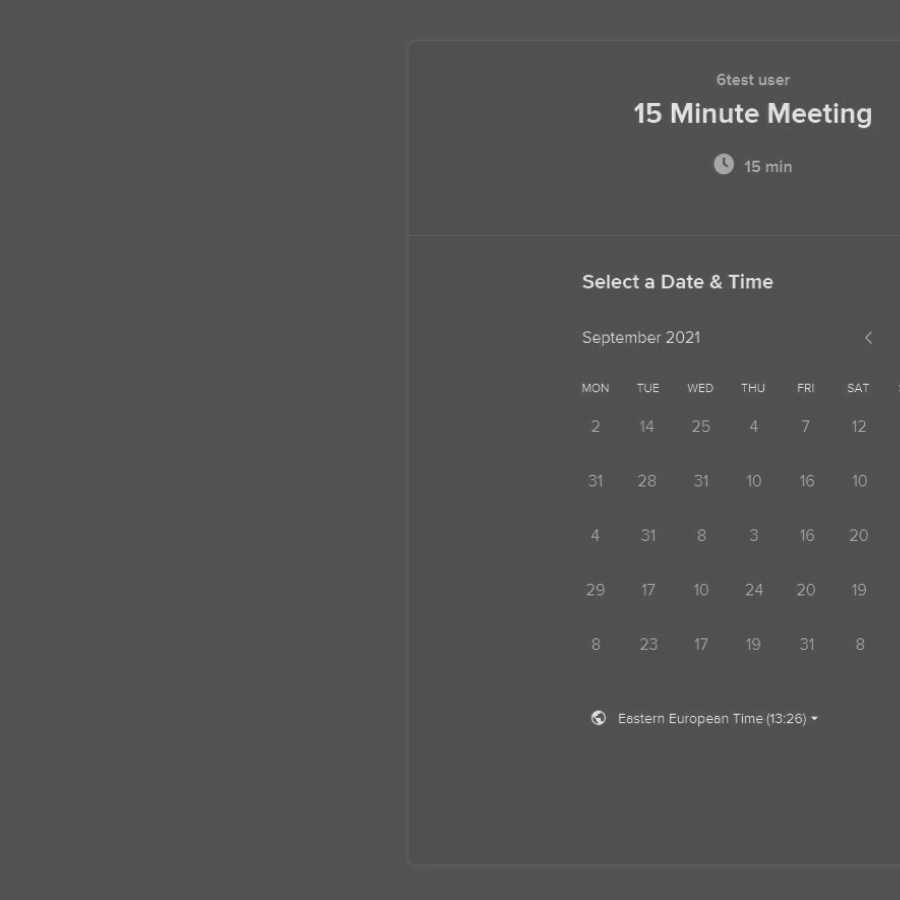 6test user
15 Minute Meeting
15 min
Select a Date & Time
September 2021
MON TUE WED THU FRI SAT
2 14 25 4 7 12
31 28 31 10 16 10
4 31 8 3 16 20
29 17 10 24 20 19
8 23 17 19 31 8
Eastern European Time (13:26)